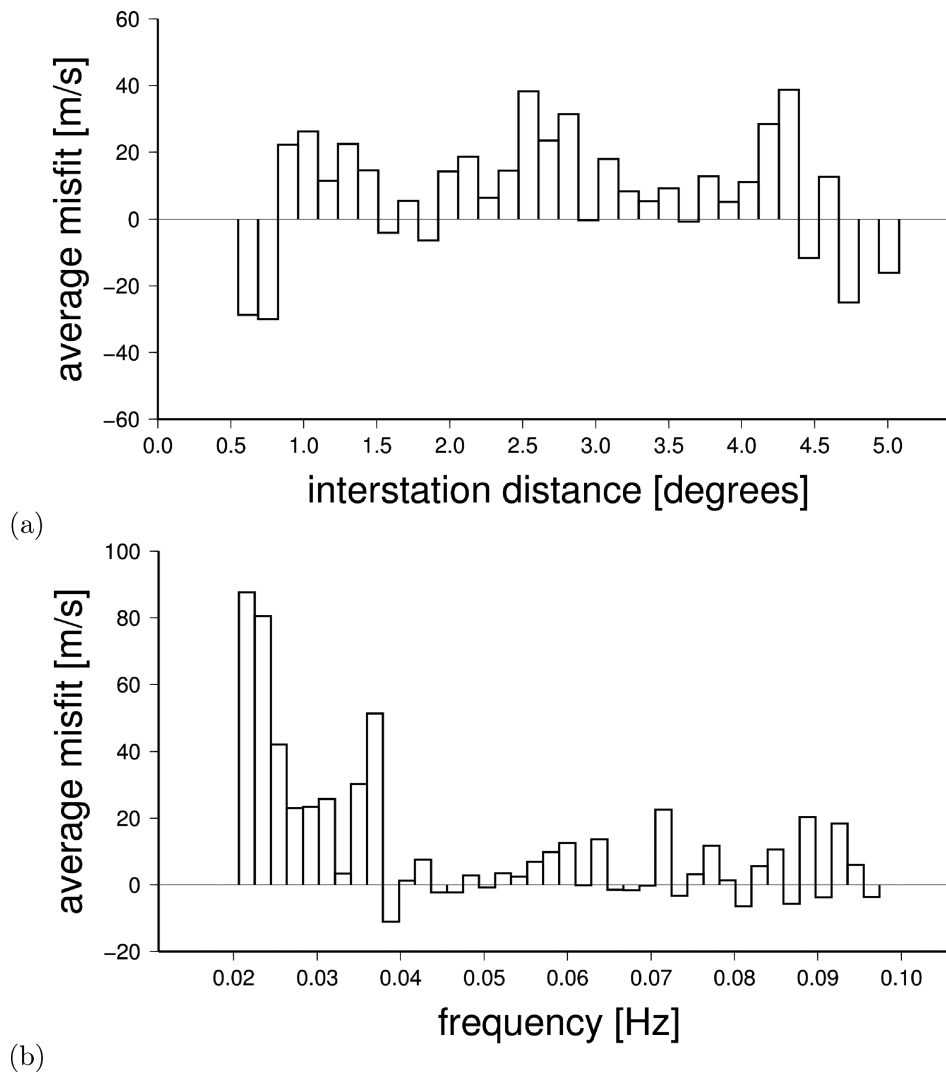 60
40
20
0
−20
−40
−60
average misfit [m/s]
0.0 0.5 1.0 1.5 2.0 2.5 3.0 3.5 4.0 4.5 5.0
interstation distance [degrees]
(a)
100
80
60
40
20
0
−20
average misfit [m/s]
0.02 0.03 0.04 0.05 0.06 0.07 0.08 0.09 0.10
frequency [Hz]
(b)